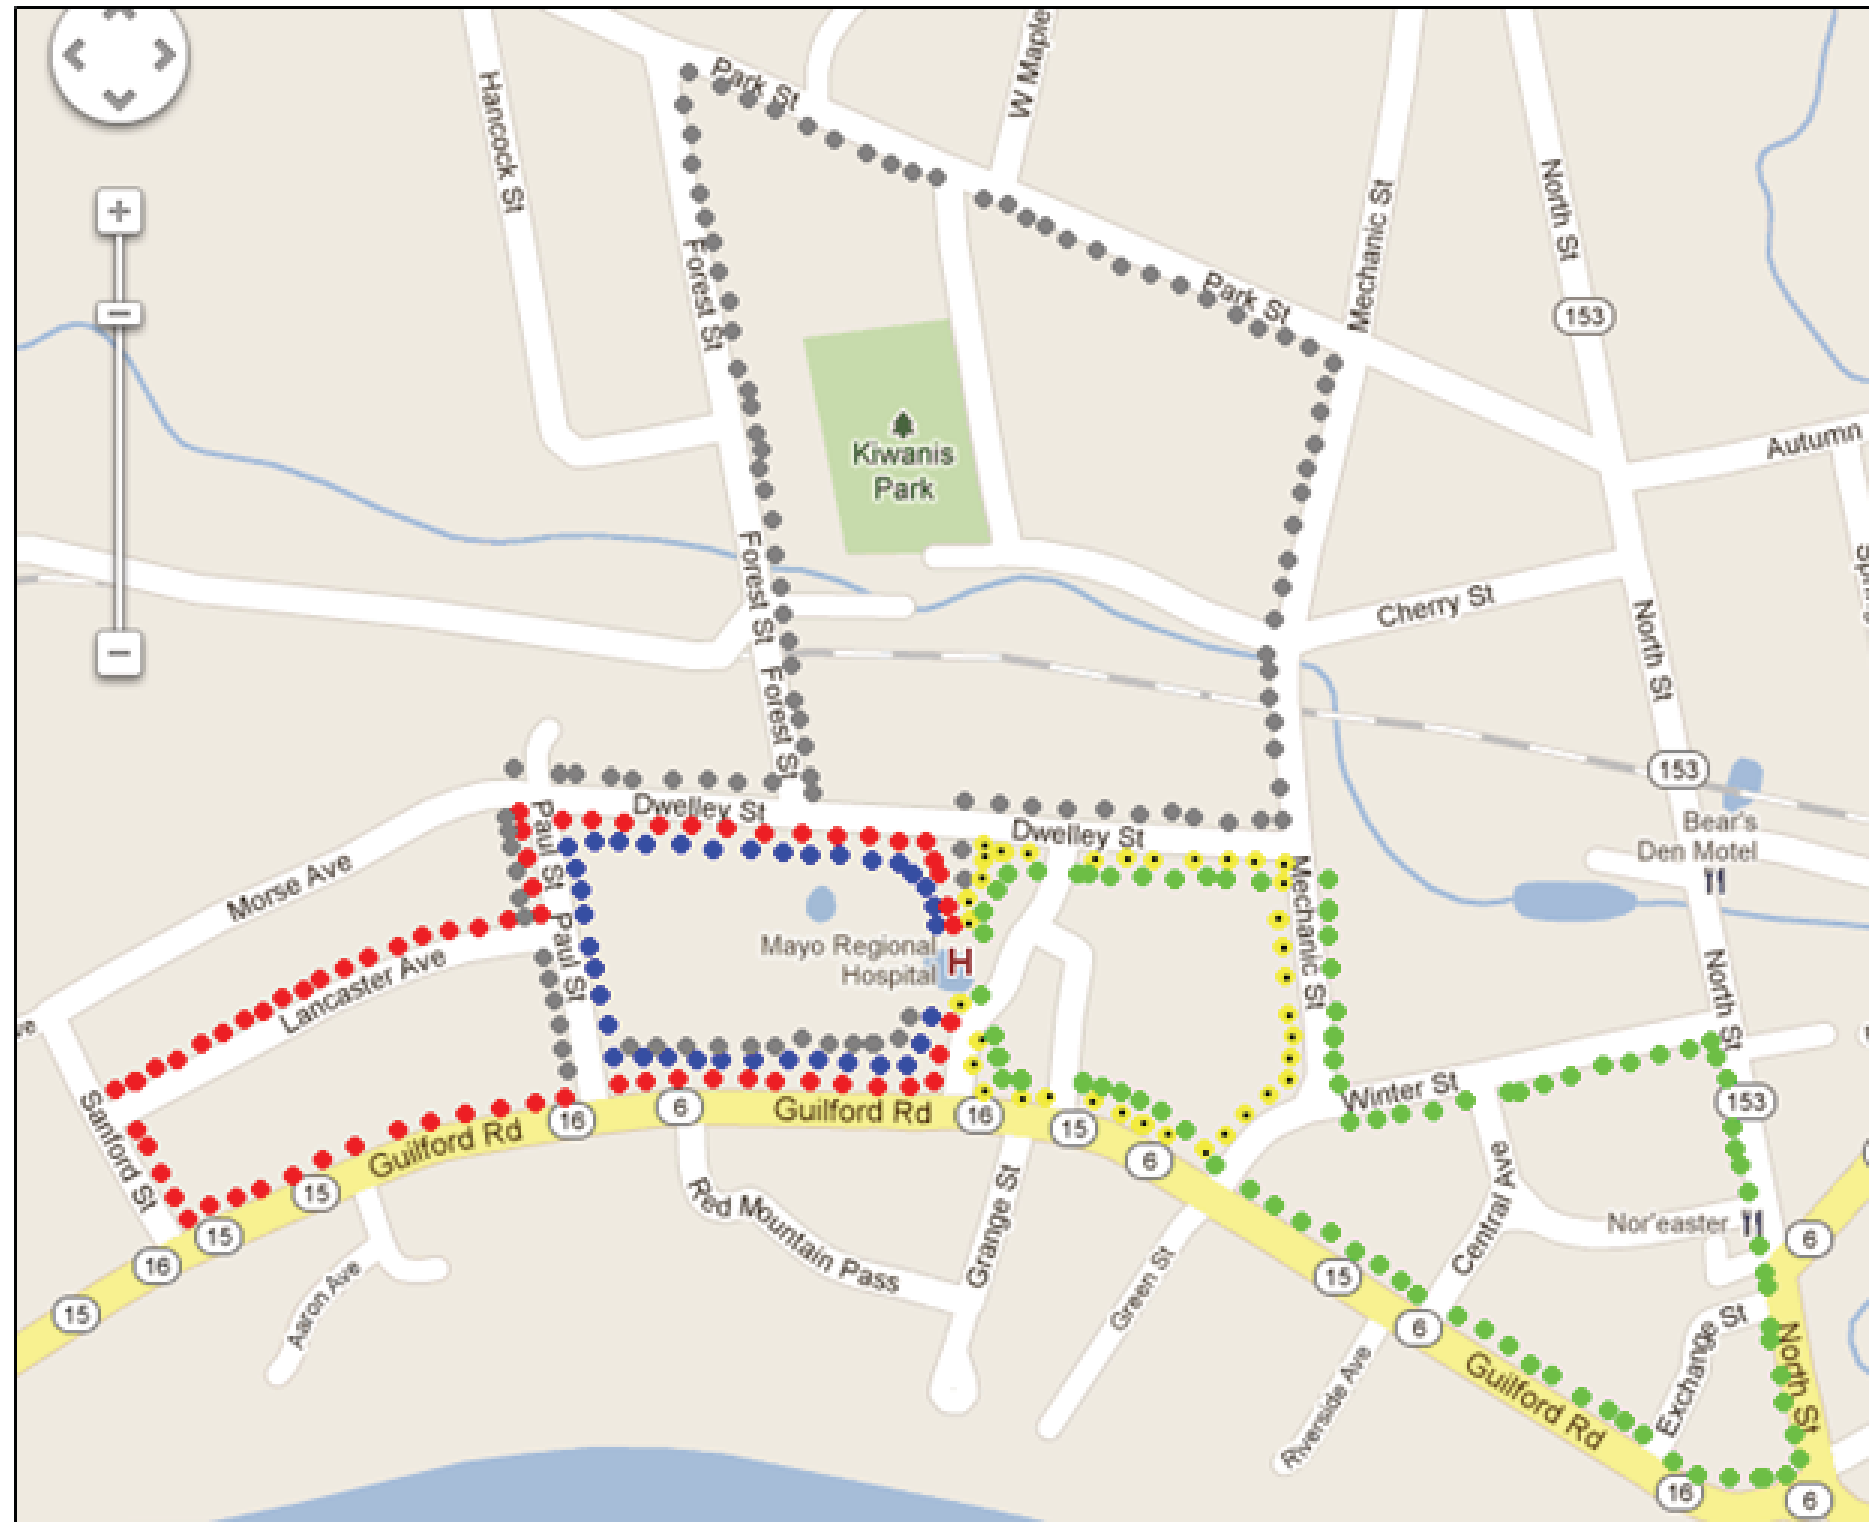 Park St
W Maple
Hancock St
Mechanic St
North St
Forest St
Park St
153
+
−
Kiwanis
Park
Autumn
Forest St
Cherry St
North St
Forest St
153
Dwelley St
Dwelley St
Bear's
Den Motel
Paul St
Morse Ave
Mechanic St
Mayo Regional
Hospital
H
Paul St
Lancaster Ave
North St
Winter St
Sanford St
153
16
6
Guilford Rd
16
15
6
Guilford Rd
15
15
16
15
Red Mountain Pass
Grange St
Green St
Central Ave
Nor'easter
6
Aaron Ave
15
6
Exchange St
North St
Riverside Ave
Guilford Rd
16
6